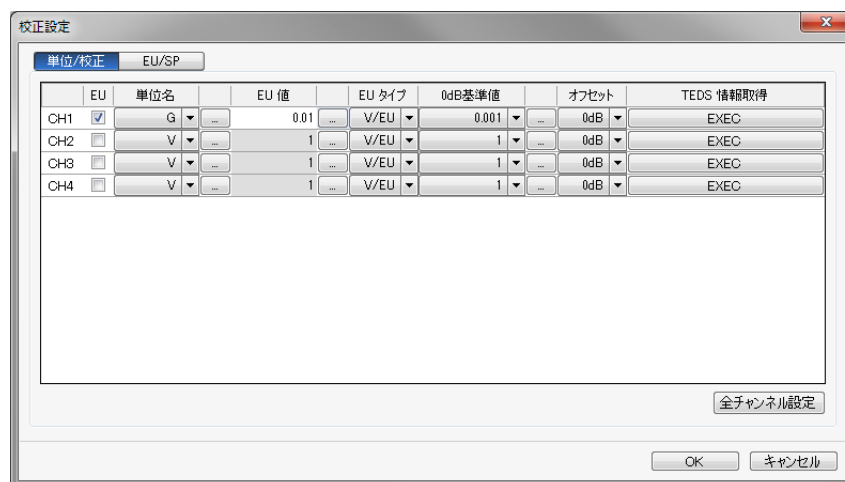 校正設定
単位/校正 EU/SP
EU 単位名 EU 値 EU タイプ 0dB基準値 オフセット TEDS 情報取得
CH1 G ... 0.01 ... V/EU 0.001 ... 0dB EXEC
CH2 V ... 1 ... V/EU 1 ... 0dB EXEC
CH3 V ... 1 ... V/EU 1 ... 0dB EXEC
CH4 V ... 1 ... V/EU 1 ... 0dB EXEC
全チャンネル設定
OK キャンセル